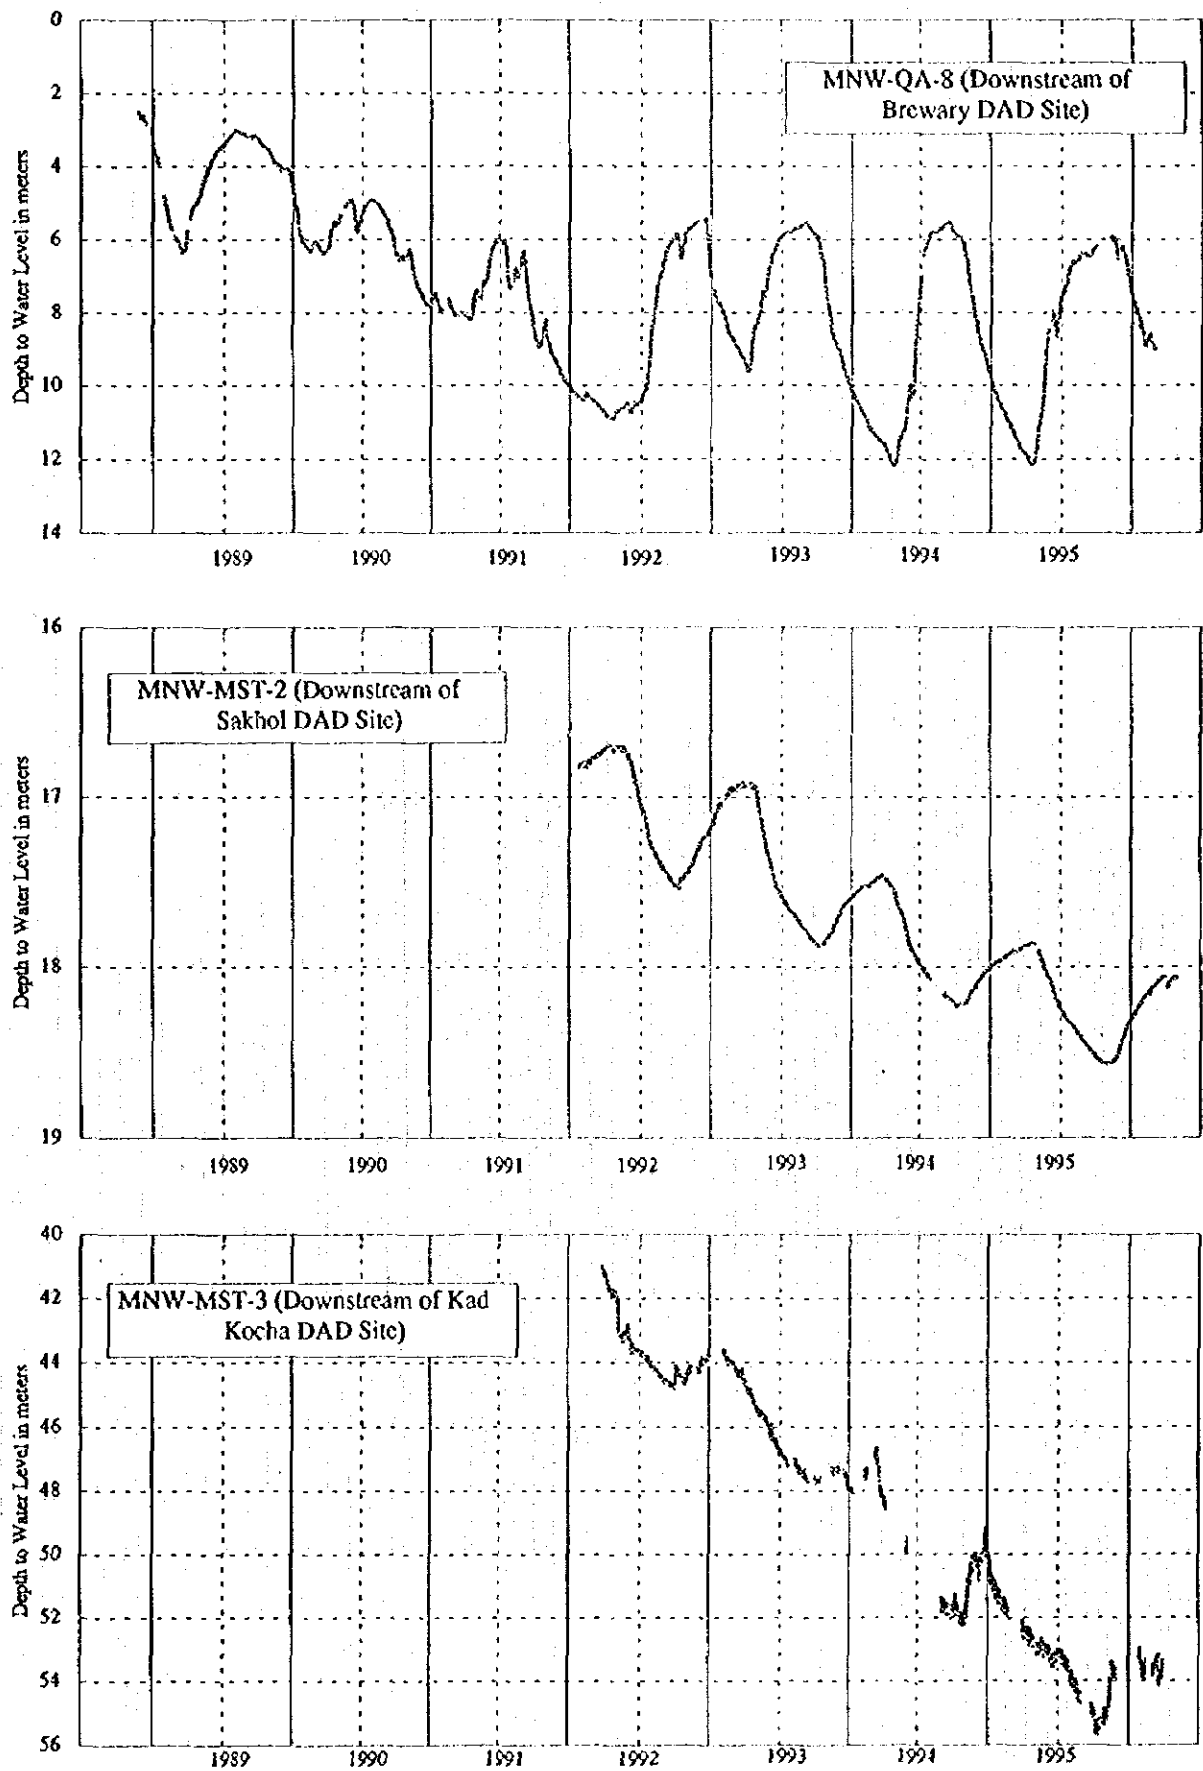 0
MNW-QA-8 (Downstream of
Brewary DAD Site)
2
4
6
8
10
12
14
Depth to Water Level in meters
1989 1990 1991 1992 1993 1994 1995
16
MNW-MST-2 (Downstream of
Sakhol DAD Site)
17
18
19
Depth to Water Level in meters
1989 1990 1991 1992 1993 1994 1995
40
MNW-MST-3 (Downstream of Kad
Kocha DAD Site)
42
44
46
48
50
52
54
56
Depth to Water Level in meters
1989 1990 1991 1992 1993 1994 1995